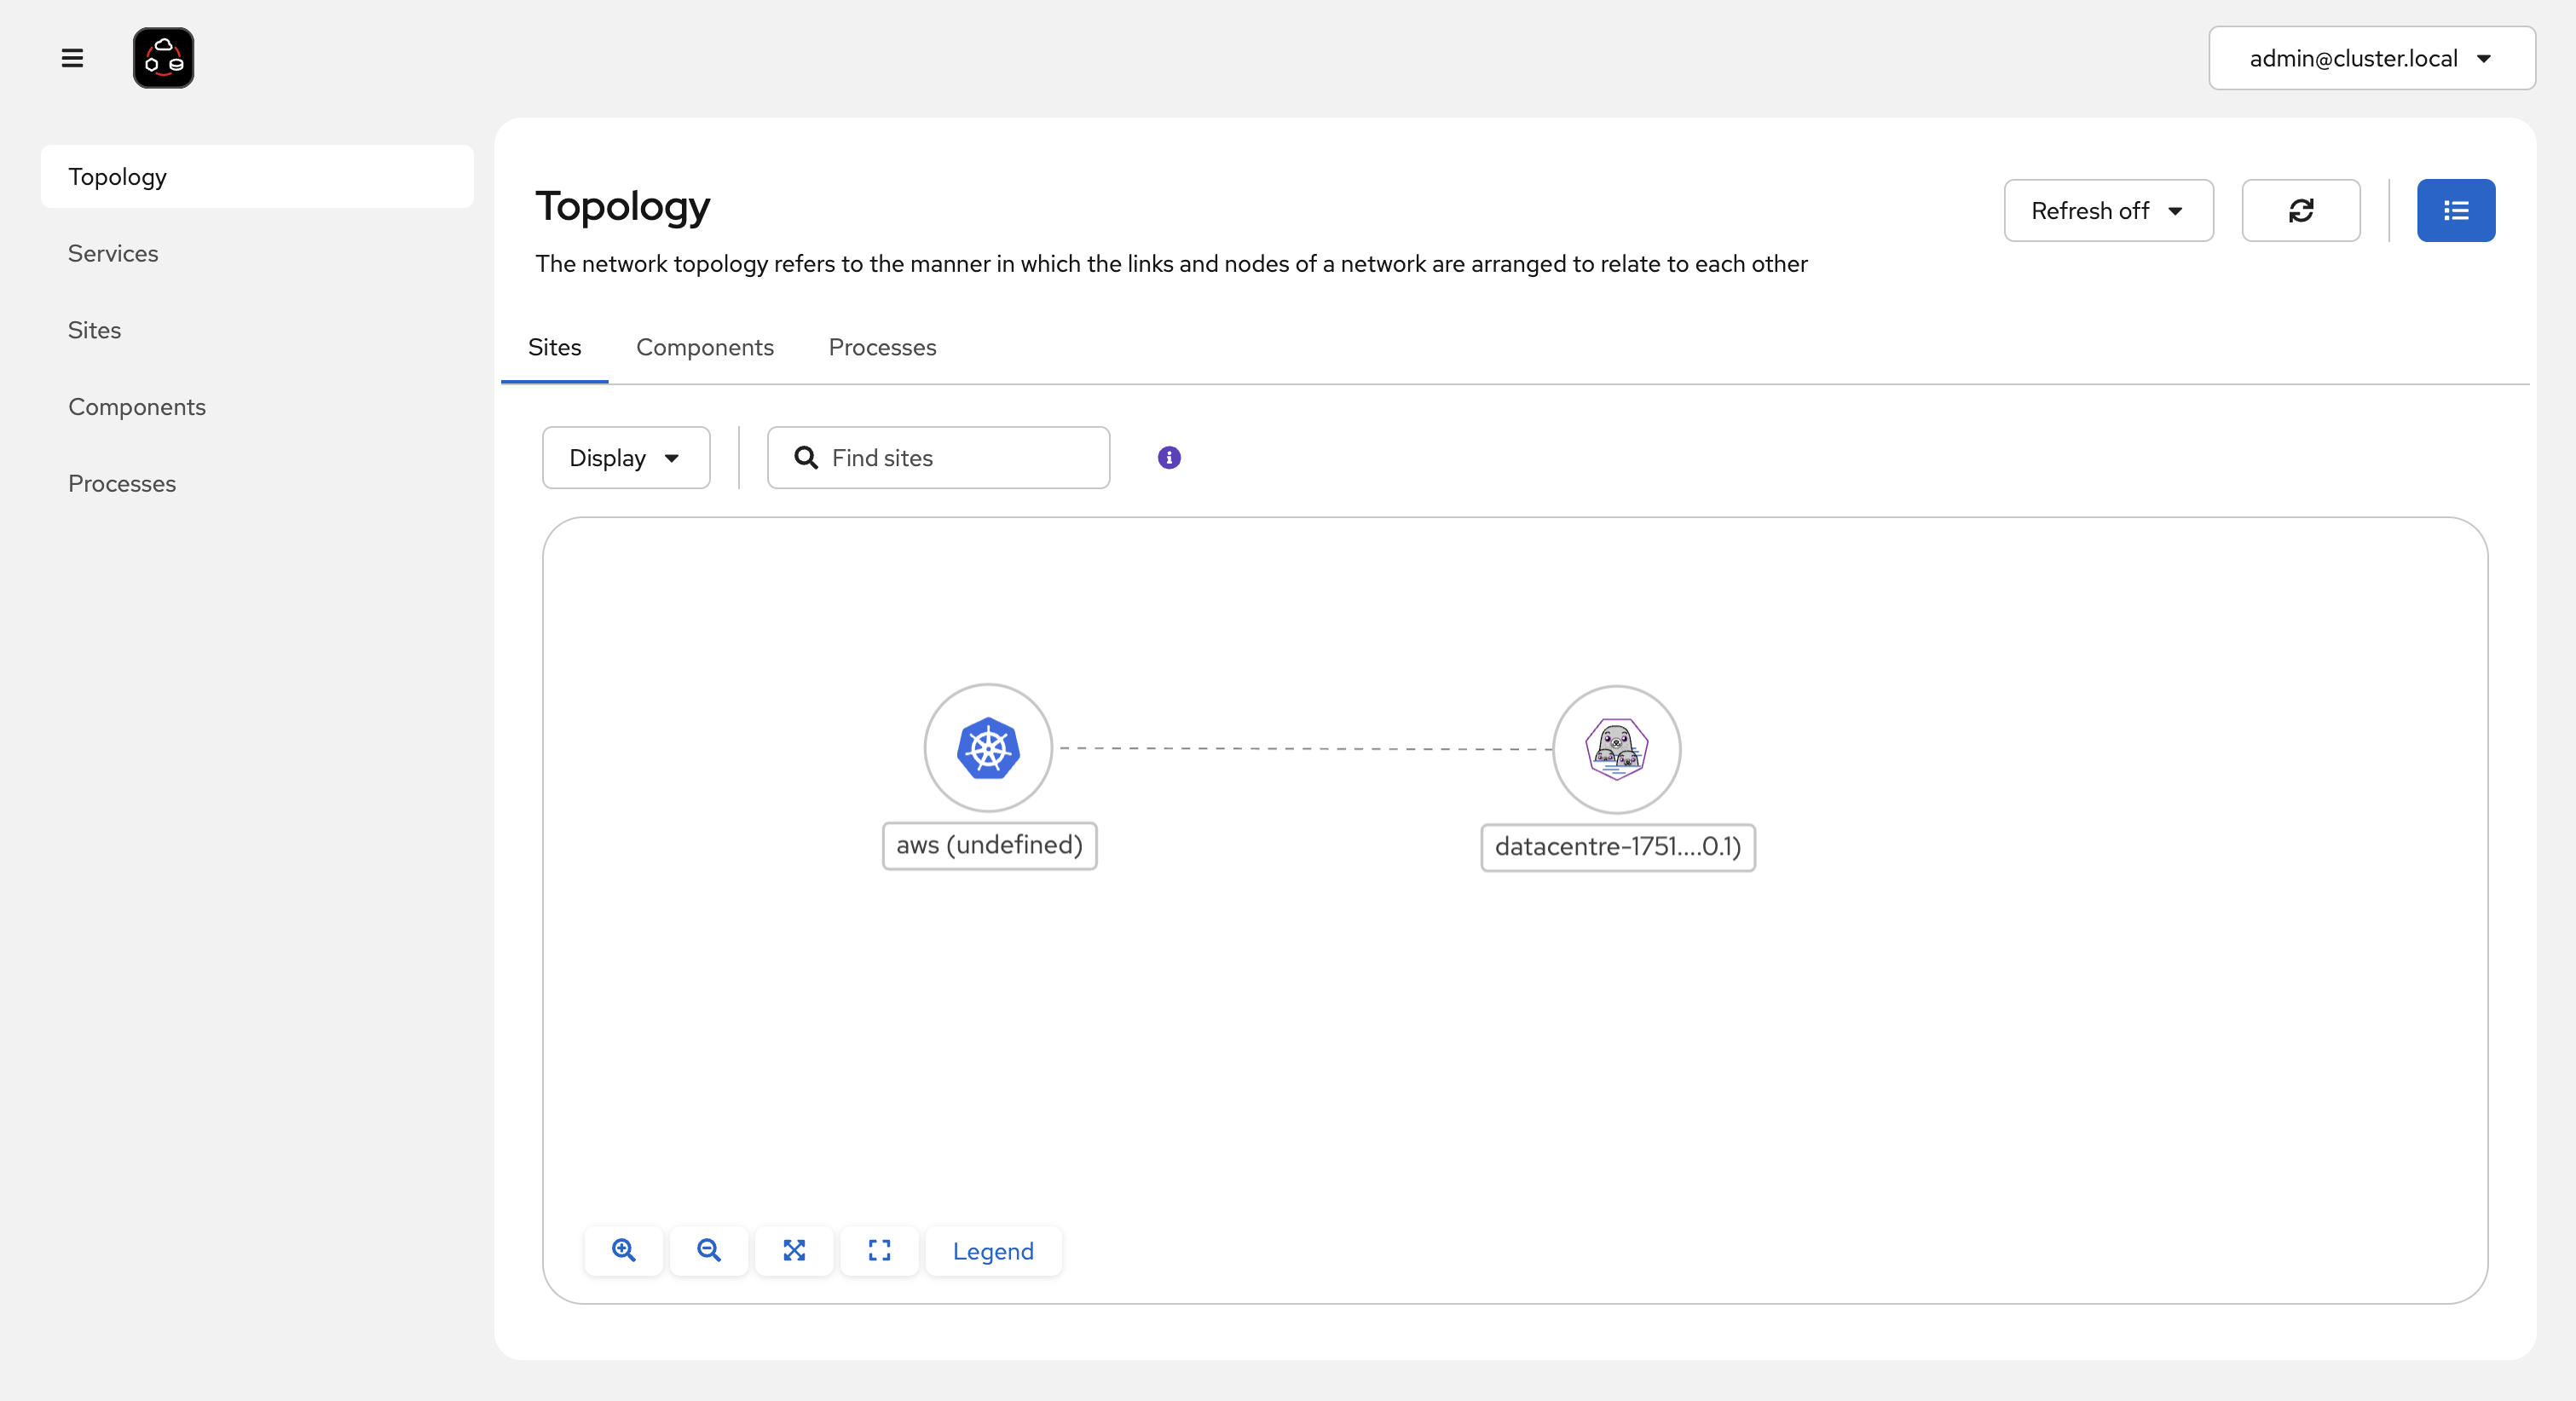 admin@cluster.local
Topology
Services
Sites
Components
Processes
Topology
Refresh off
The network topology refers to the manner in which the links and nodes of a network are arranged to relate to each other
Sites
Components
Processes
Display
Find sites
aws (undefined)
datacentre-1751....0.1)
Legend